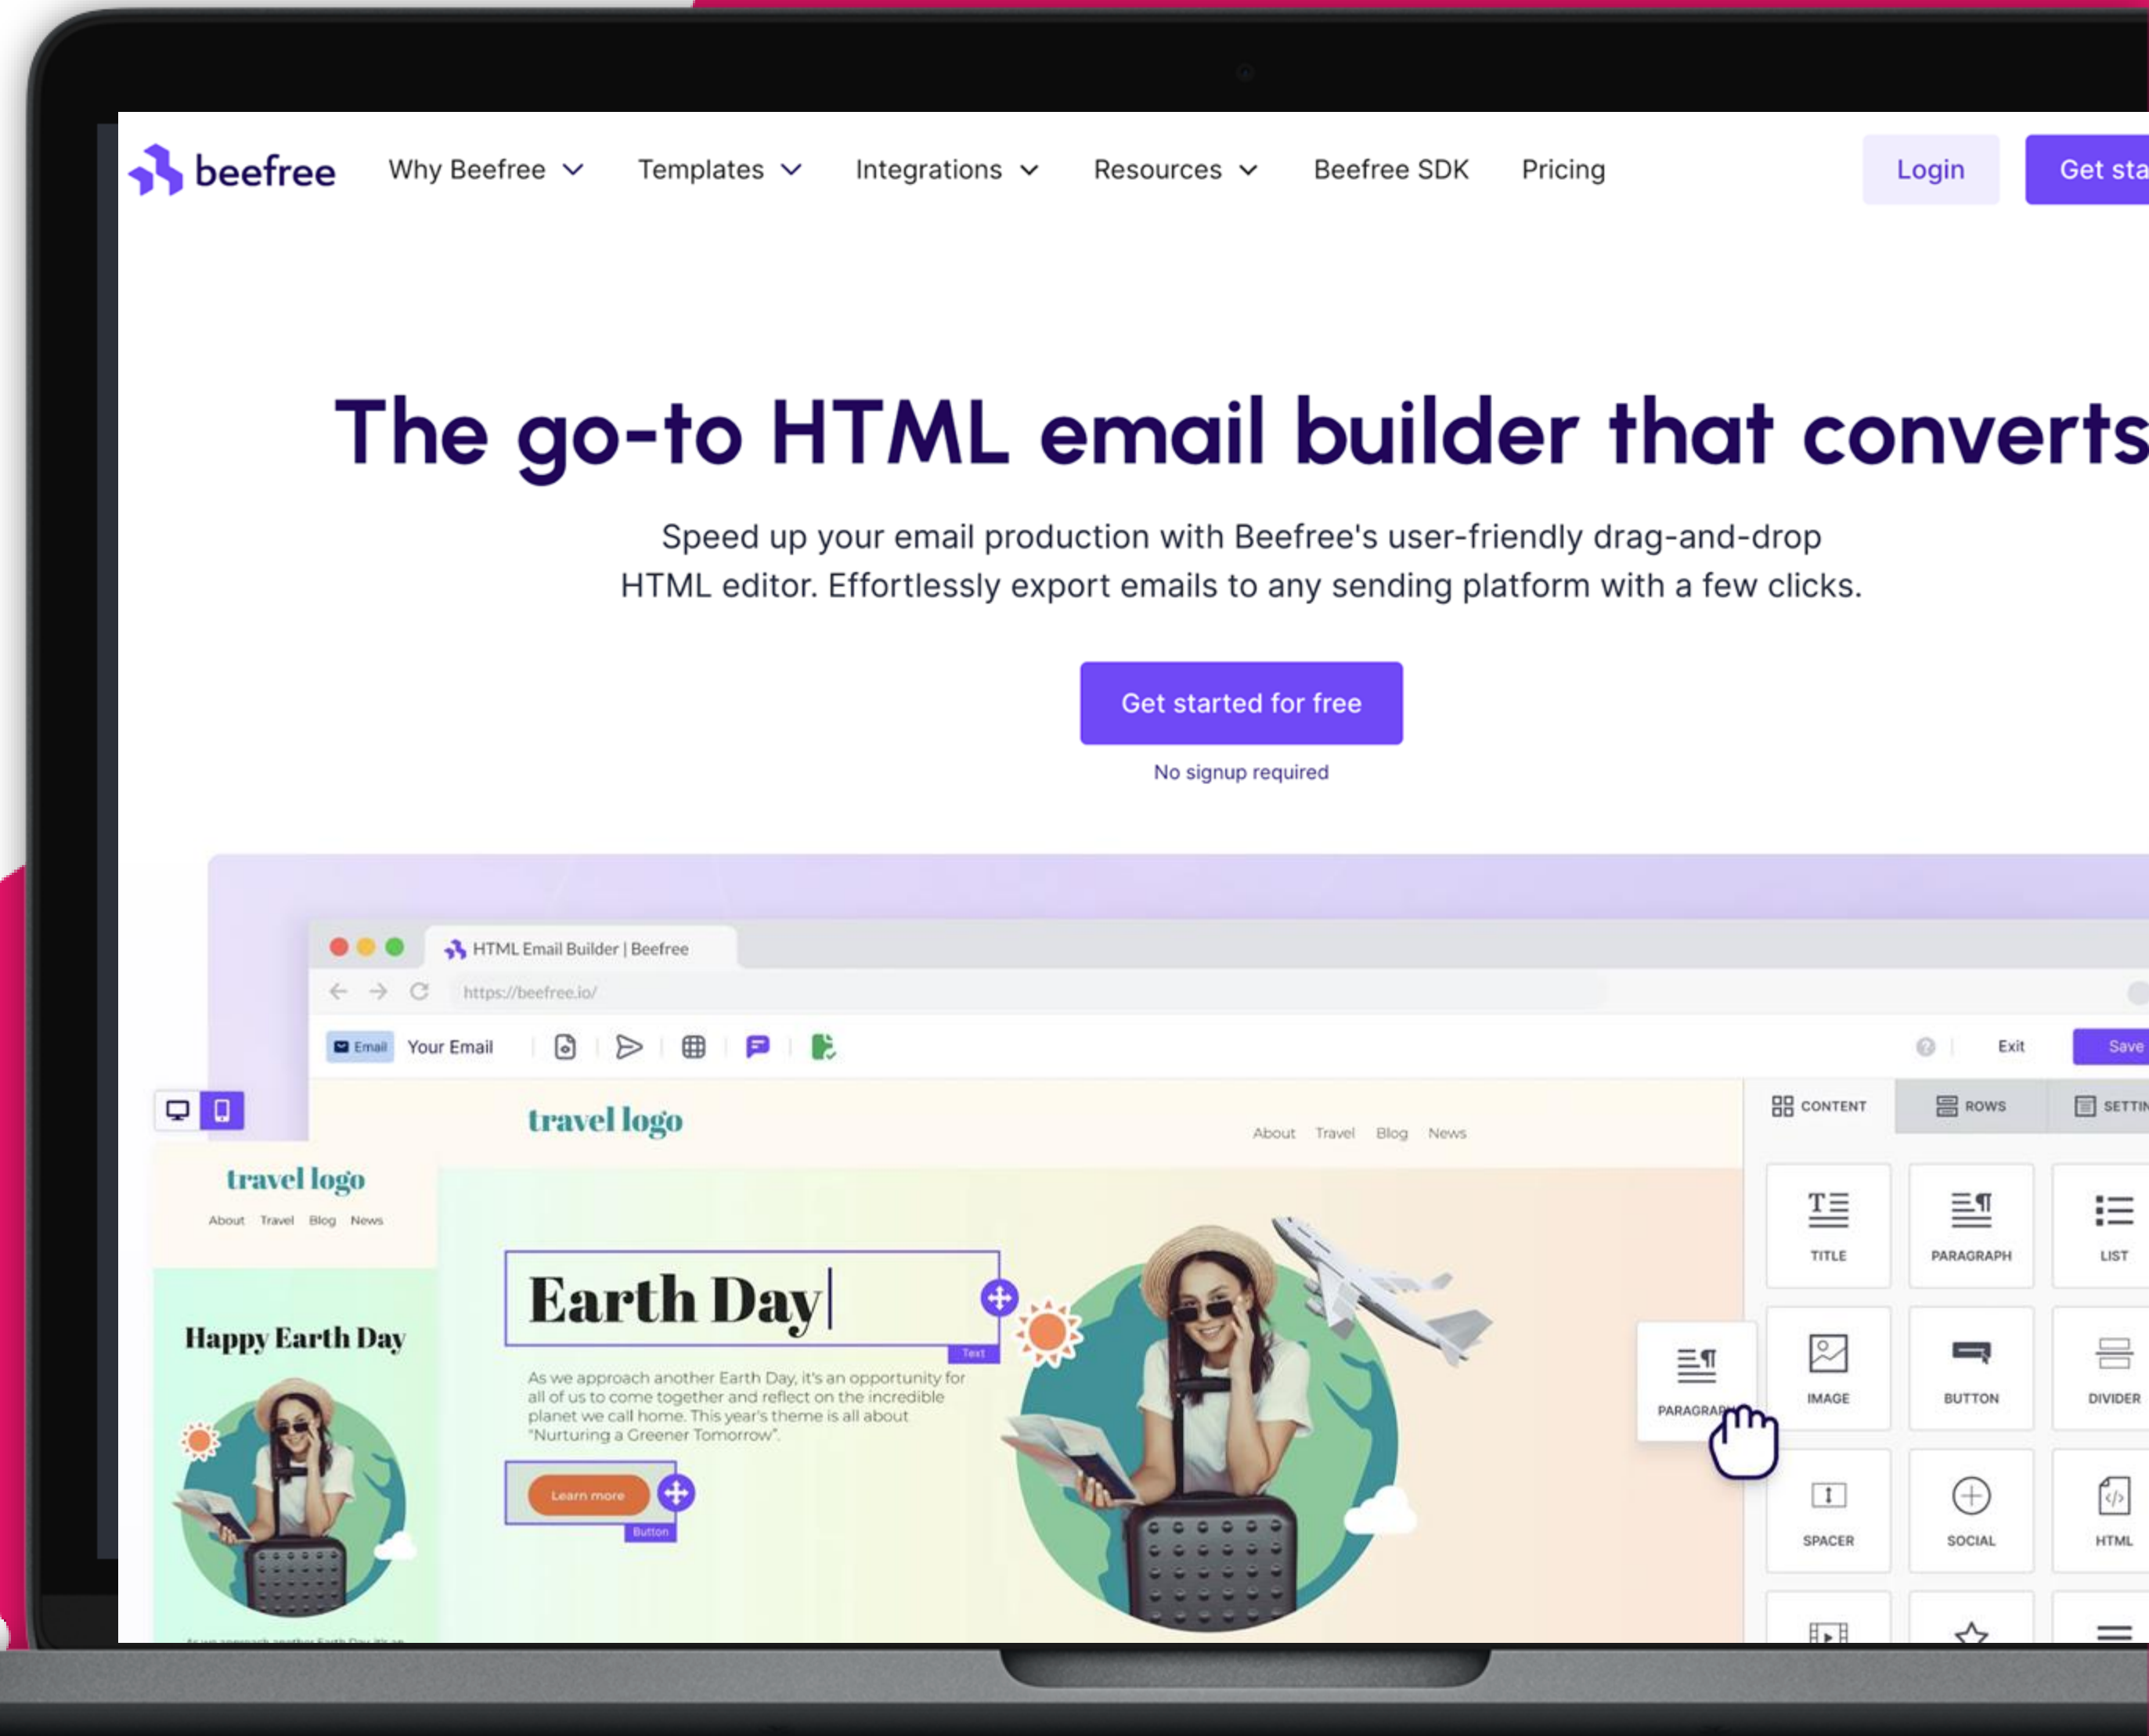 beefree
Why Beefree
Templates
Integrations
Resources
Beefree SDK
Pricing
Login
Get sta
The go-to HTML email builder that converts
Speed up your email production with Beefree's user-friendly drag-and-drop
HTML editor. Effortlessly export emails to any sending platform with a few clicks.
Get started for free
No signup required
HTML Email Builder | Beefree
https://beefree.io/
Email
Your Email
Exit
Save
travel logo
About Travel Blog News
CONTENT
ROWS
SETTIN
travel logo
About Travel Blog News
Happy Earth Day
Earth Day
Text
As we approach another Earth Day, it's an opportunity for
all of us to come together and reflect on the incredible
planet we call home. This year's theme is all about
"Nurturing a Greener Tomorrow".
Learn more
Button
PARAGRAPH
TITLE
PARAGRAPH
LIST
IMAGE
BUTTON
DIVIDER
SPACER
SOCIAL
HTML